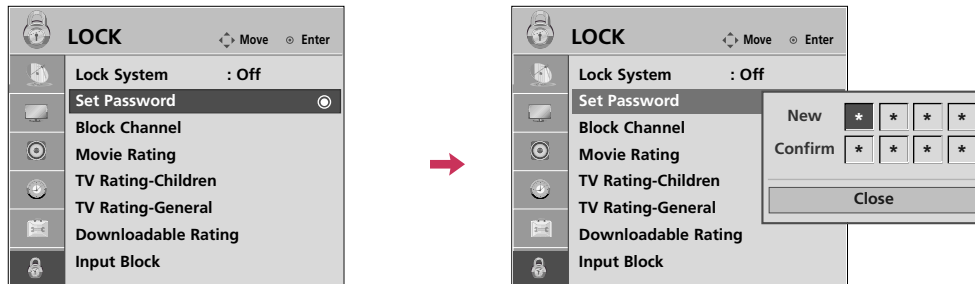 LOCK
Move Enter
Lock System : Off
Set Password
Block Channel
Movie Rating
TV Rating-Children
TV Rating-General
Downloadable Rating
Input Block
LOCK
Move Enter
Lock System : Off
Set Password
Block Channel
Movie Rating
TV Rating-Children
TV Rating-General
Downloadable Rating
Input Block
New * * * *
Confirm * * * *
Close